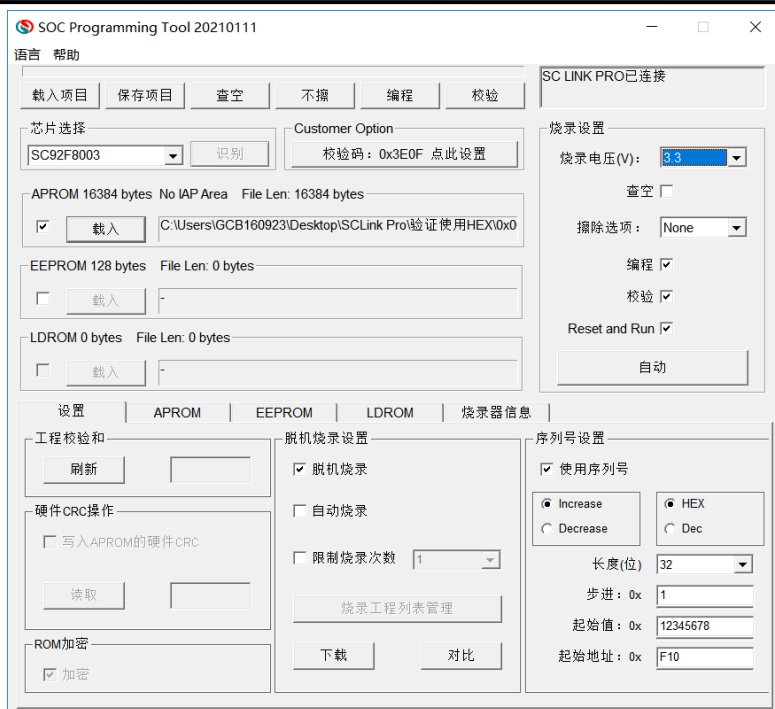 SOC Programming Tool 20210111
语言 帮助
载入项目 保存项目 查空 不擦 编程 校验
SC LINK PRO已连接
芯片选择
SC92F8003 识别
Customer Option
校验码：0x3E0F 点此设置
APROM 16384 bytes No IAP Area File Len: 16384 bytes
载入 C:\Users\GCB160923\Desktop\SCLink Pro\验证使用HEX\0x0
EEPROM 128 bytes File Len: 0 bytes
载入 -
LDROM 0 bytes File Len: 0 bytes
载入 -
烧录设置
烧录电压(V)： 3.3
查空
擦除选项： None
编程
校验
Reset and Run
自动
设置 APROM EEPROM LDROM 烧录器信息
工程校验和
刷新
硬件CRC操作
写入APROM的硬件CRC
读取
ROM加密
加密
脱机烧录设置
脱机烧录
自动烧录
限制烧录次数 1
烧录工程列表管理
下载 对比
序列号设置
使用序列号
Increase HEX
Decrease Dec
长度(位) 32
步进：0x 1
起始值：0x 12345678
起始地址：0x F10